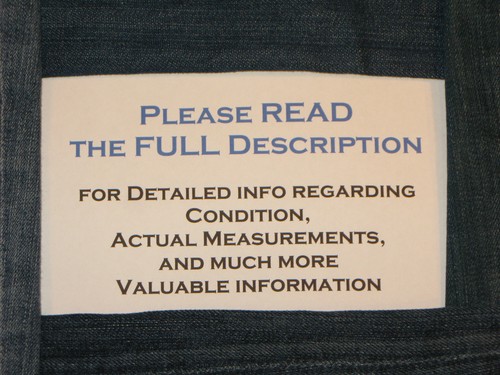 Please READ
the FULL Description
for Detailed info regarding
Condition,
Actual Measurements,
and much more
Valuable information